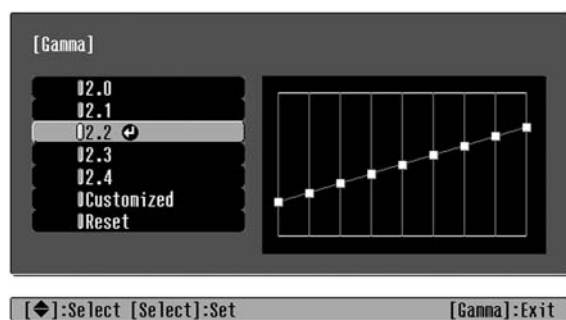 [Gamma]
2.0
2.1
2.2
2.3
2.4
Customized
Reset
[◆]:Select [Select]:Set [Gamma]:Exit